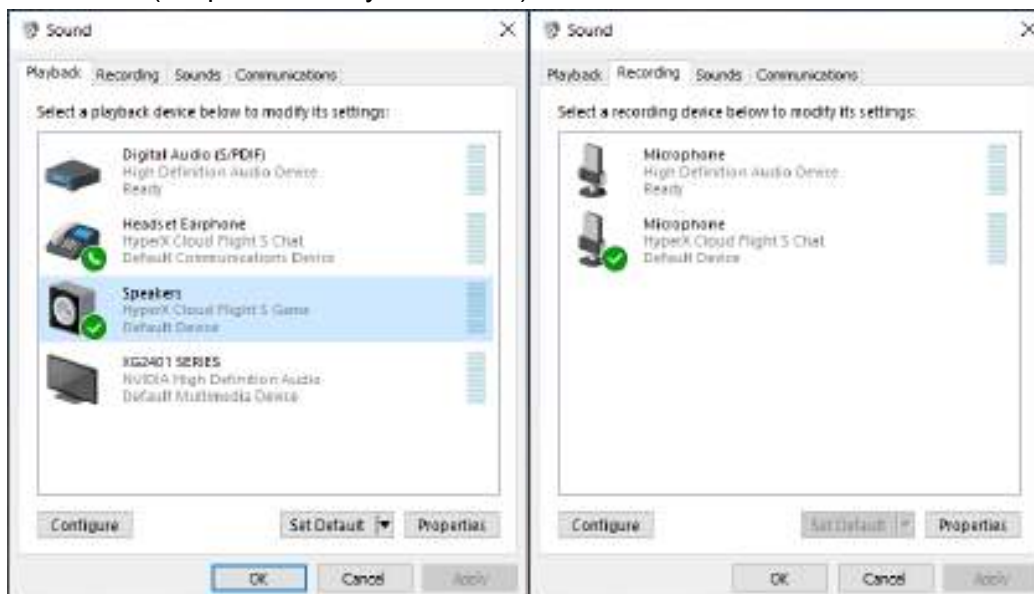 Sound
Playback Recording Sounds Communications
Select a playback device below to modify its settings:
Digital Audio (S/PDIF)
High Definition Audio Device
Ready
Headset Earphone
HyperX Cloud Flight S Chat
Default Communications Device
Speakers
HyperX Cloud Flight S Game
Default Device
XG2401 SERIES
NVIDIA High Definition Audio
Default Multimedia Device
Configure Set Default Properties
OK Cancel Apply
Sound
Playback Recording Sounds Communications
Select a recording device below to modify its settings:
Microphone
High Definition Audio Device
Ready
Microphone
HyperX Cloud Flight S Chat
Default Device
Configure Set Default Properties
OK Cancel Apply